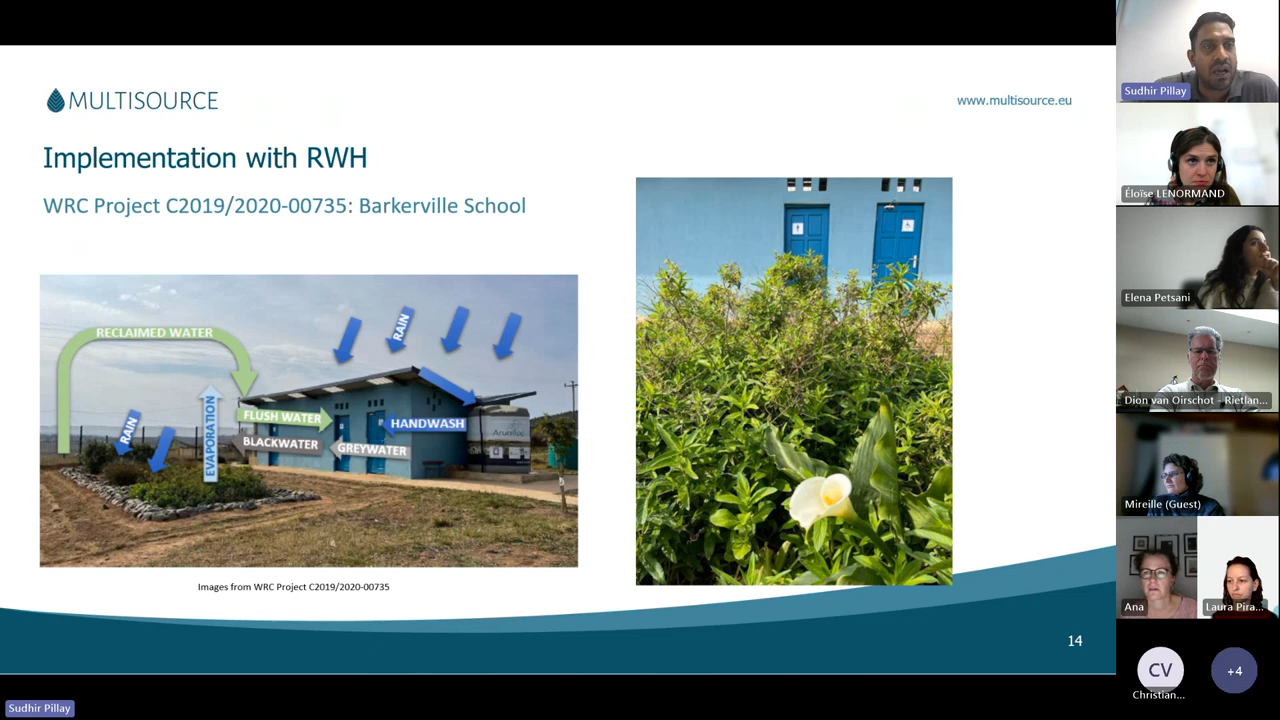 MULTISOURCE
www.multisource.eu
Implementation with RWH
WRC Project C2019/2020-00735: Barkerville School
RECLAIMED WATER
RAIN
RAIN
EVAPORATION
FLUSH WATER
BLACKWATER
GREYWATER
HANDWASH
Images from WRC Project C2019/2020-00735
14
Sudhir Pillay
Sudhir Pillay
Éloïse LENORMAND
Elena Petsani
Dion van Oirschot - Rietlan...
Mireille (Guest)
Ana
Laura Pira...
CV
Christian...
+4